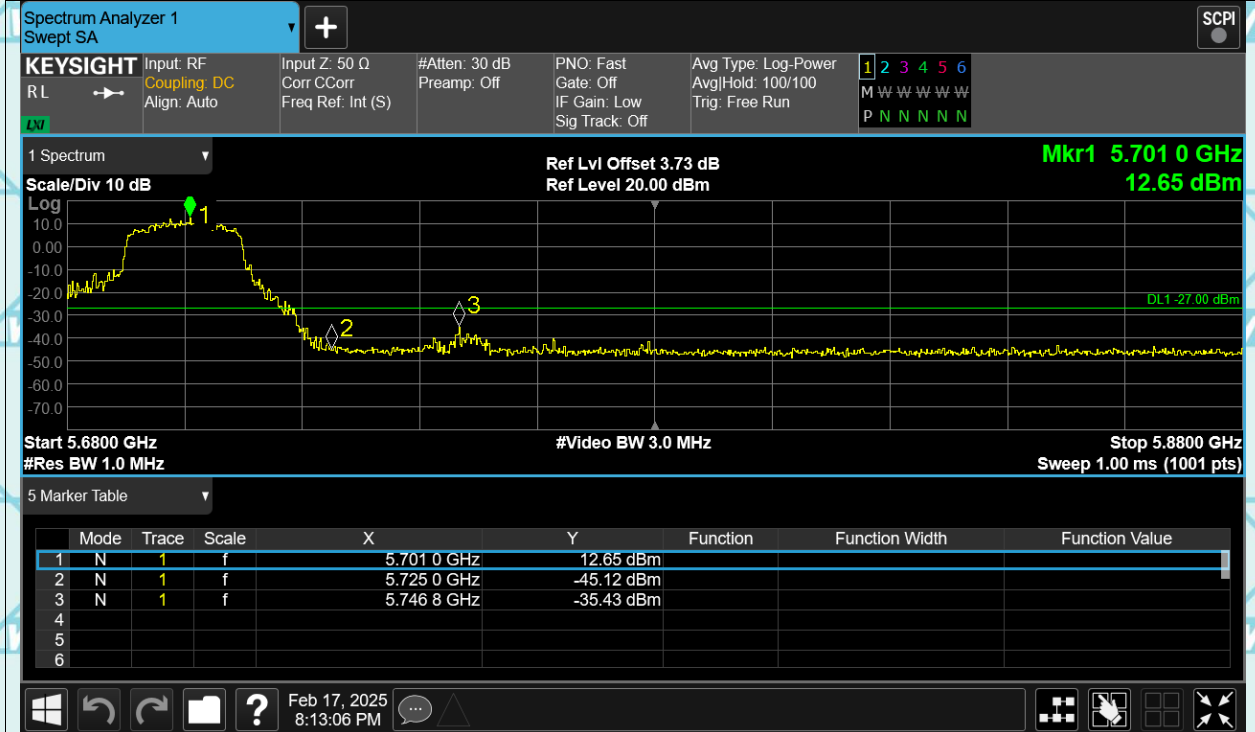 Spectrum Analyzer 1
Swept SA
SCPI
KEYSIGHT
R L
LXI
Input: RF
Coupling: DC
Align: Auto
Input Z: 50 Ω
Corr CCorr
Freq Ref: Int (S)
#Atten: 30 dB
Preamp: Off
PNO: Fast
Gate: Off
IF Gain: Low
Sig Track: Off
Avg Type: Log-Power
Avg|Hold: 100/100
Trig: Free Run
1 2 3 4 5 6
M W W W W W W
P N N N N N N
1 Spectrum
Scale/Div 10 dB
Ref Lvl Offset 3.73 dB
Ref Level 20.00 dBm
Mkr1 5.701 0 GHz
12.65 dBm
Log
10.0
0.00
-10.0
-20.0
-30.0
-40.0
-50.0
-60.0
-70.0
1
2
3
DL1 -27.00 dBm
Start 5.6800 GHz
#Res BW 1.0 MHz
#Video BW 3.0 MHz
Stop 5.8800 GHz
Sweep 1.00 ms (1001 pts)
5 Marker Table
Mode Trace Scale X Y Function Function Width Function Value
1 N 1 f 5.701 0 GHz 12.65 dBm
2 N 1 f 5.725 0 GHz -45.12 dBm
3 N 1 f 5.746 8 GHz -35.43 dBm
4
5
6
?
Feb 17, 2025
8:13:06 PM